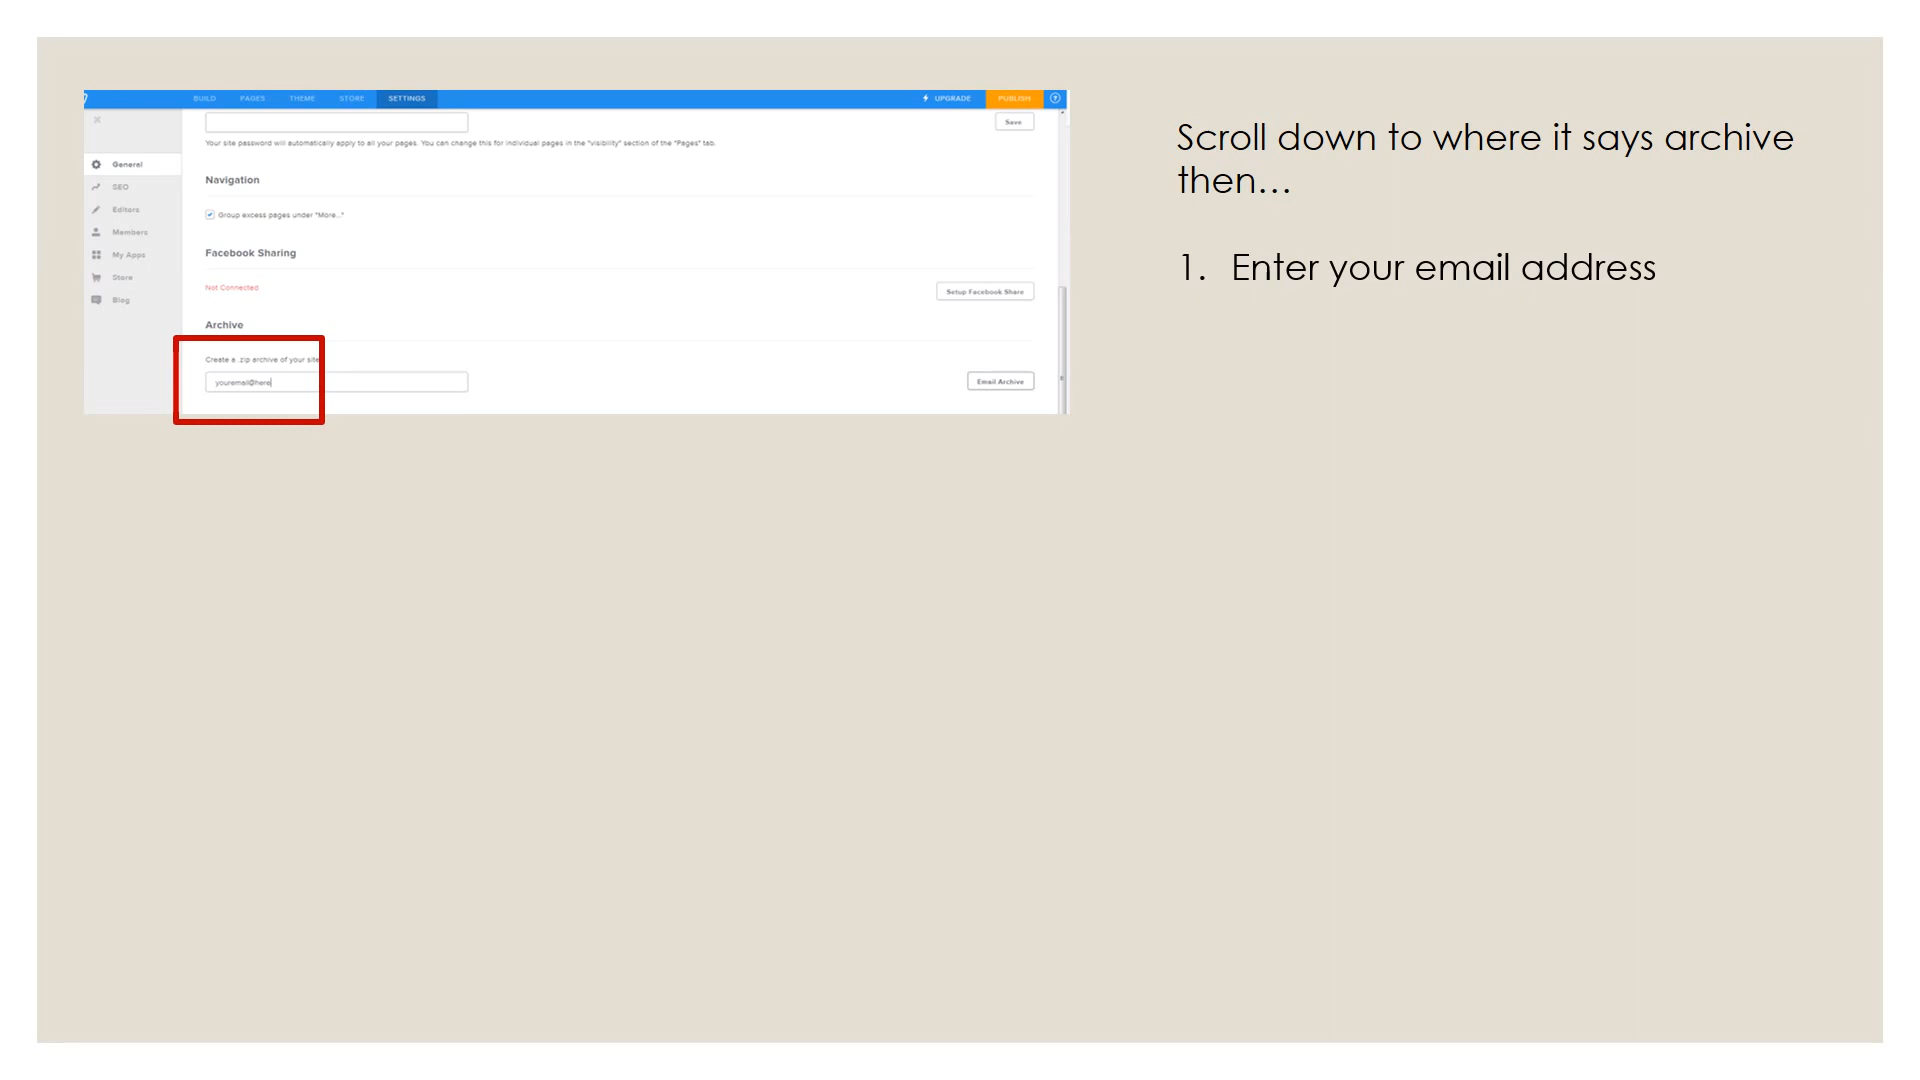 BUILD PAGES THEME STORE SETTINGS UPGRADE PUBLISH ?
Save
Your site password will automatically apply to all your pages. You can change this for individual pages in the "visibility" section of the "Pages" tab.
General
Navigation
SEO
Editors
Group excess pages under "More..."
Members
My Apps
Facebook Sharing
Store
Not Connected
Setup Facebook Share
Blog
Archive
Create a .zip archive of your site
youremail@here
Email Archive
Scroll down to where it says archive
then…
1. Enter your email address